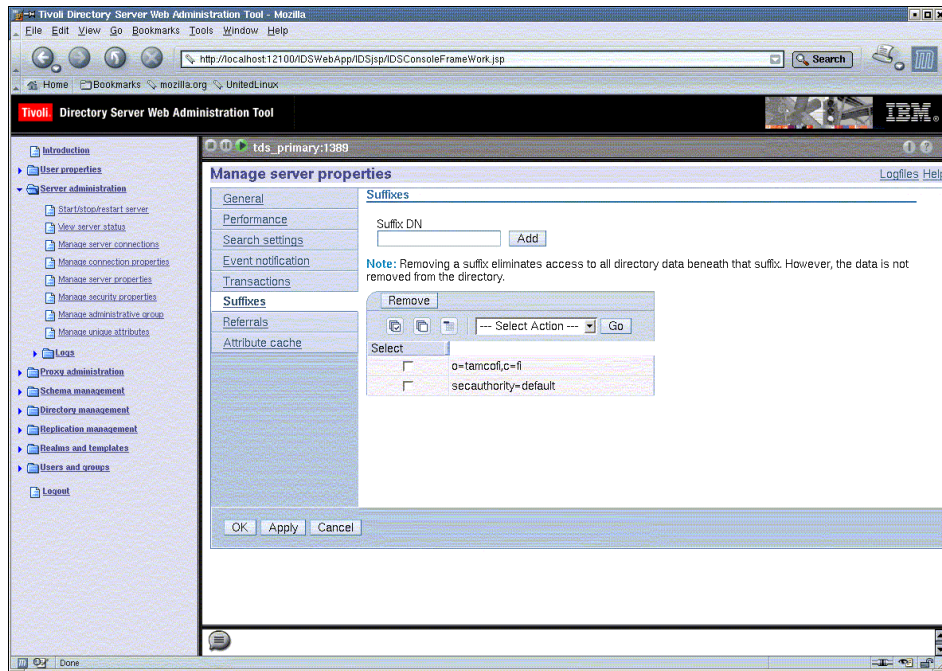 Tivoli Directory Server Web Administration Tool - Mozilla
File Edit View Go Bookmarks Tools Window Help
http://localhost:12100/IDSWebApp/IDSjsp/IDSConsoleFrameWork.jsp
Search
Home Bookmarks mozilla.org UnitedLinux
Tivoli. Directory Server Web Administration Tool
IBM
Introduction
User properties
Server administration
Start/stop/restart server
View server status
Manage server connections
Manage connection properties
Manage server properties
Manage security properties
Manage administrative group
Manage unique attributes
Logs
Proxy administration
Schema management
Directory management
Replication management
Realms and templates
Users and groups
Logout
tds_primary:1389
Manage server properties
Logfiles Help
General
Performance
Search settings
Event notification
Transactions
Suffixes
Referrals
Attribute cache
Suffixes
Suffix DN
Add
Note: Removing a suffix eliminates access to all directory data beneath that suffix. However, the data is not
removed from the directory.
Remove
--- Select Action --- Go
Select
o=tamcofi,c=fi
secauthority=default
OK Apply Cancel
Done